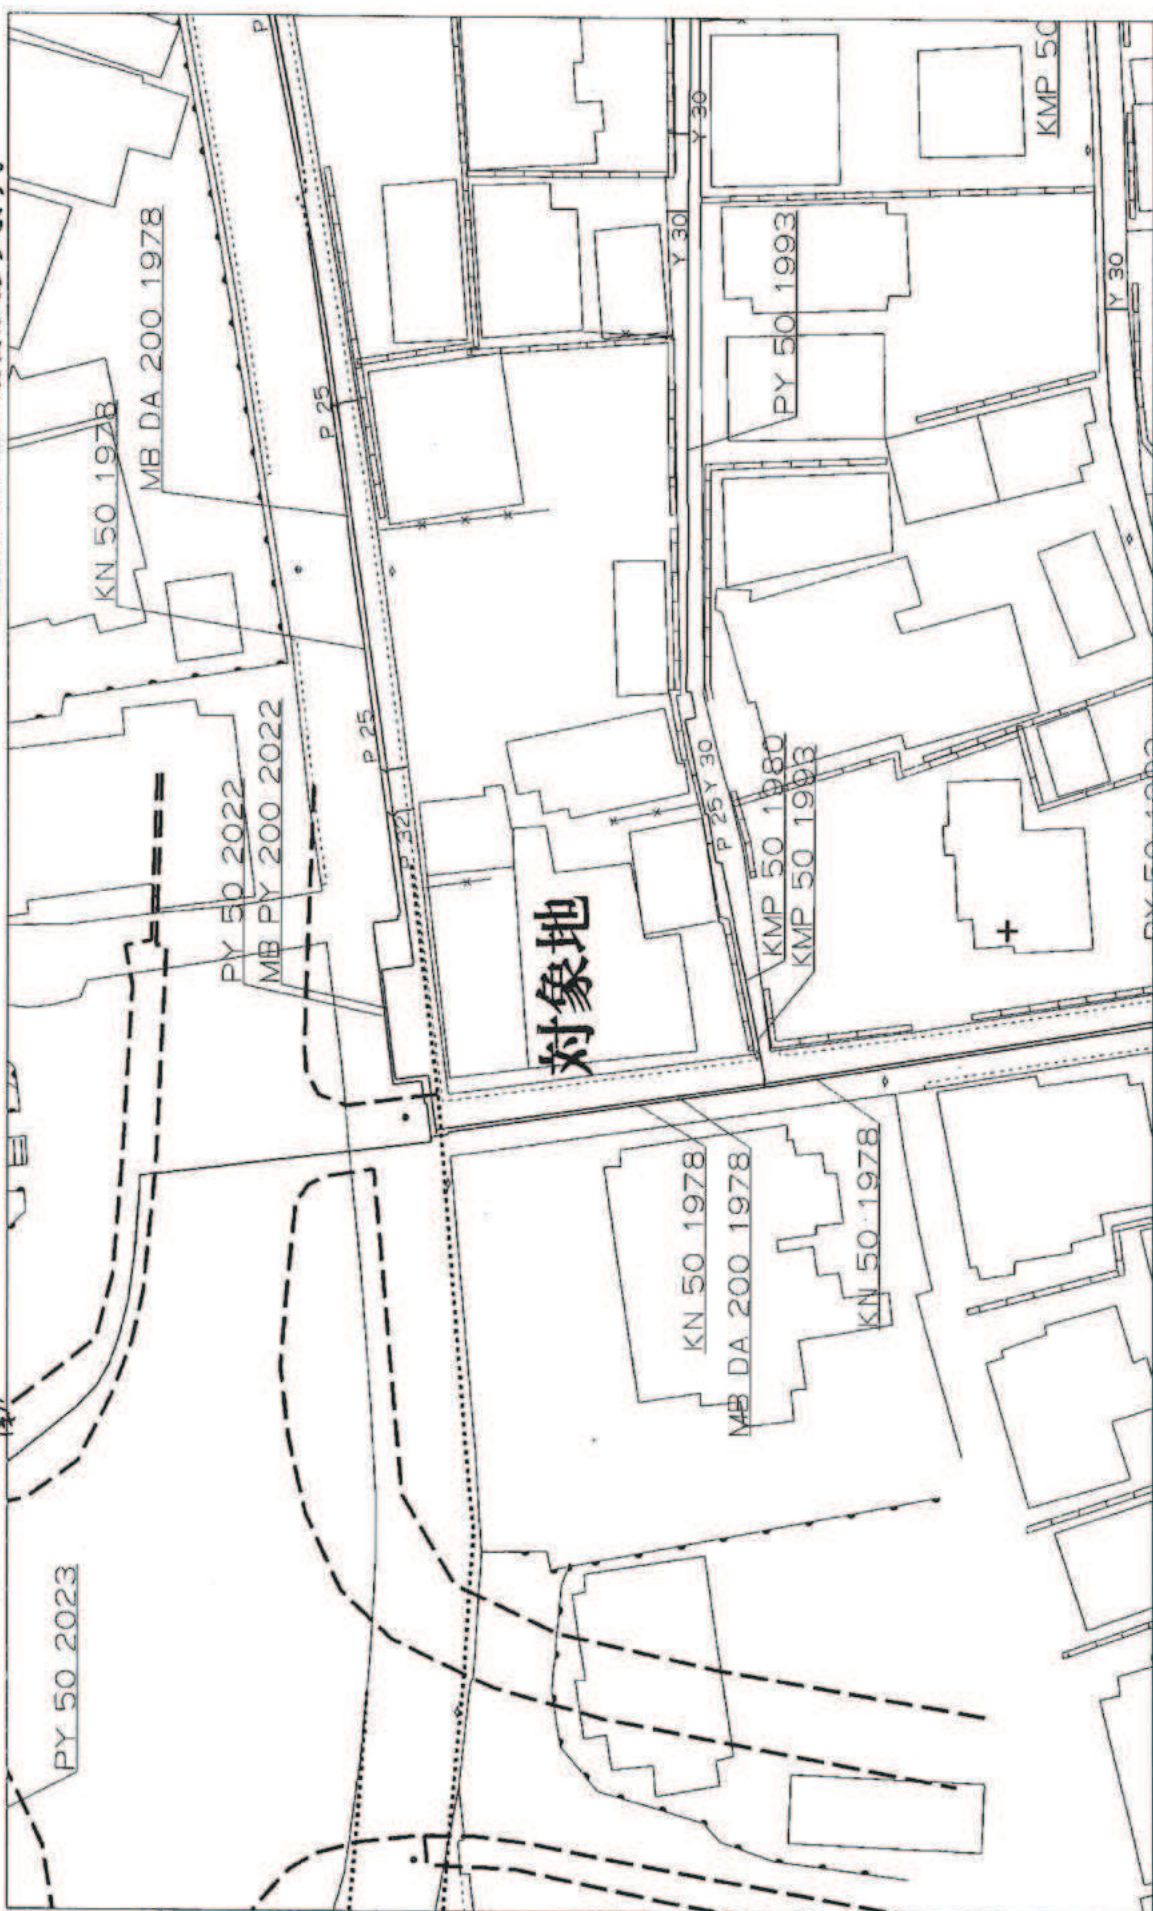 P
MB DA 200 1978
KN 50 1978
P 25
Y 30
Y 30
KMP 50
PY 50 1993
Y 30
P 25
PY 50 2022
MB PY 200 2022
P 32
P 25 Y 30
KMP 50 1980
KMP 50 1993
対象地
KN 50 1978
MB DA 200 1978
KN 50 1978
PY 50 2023